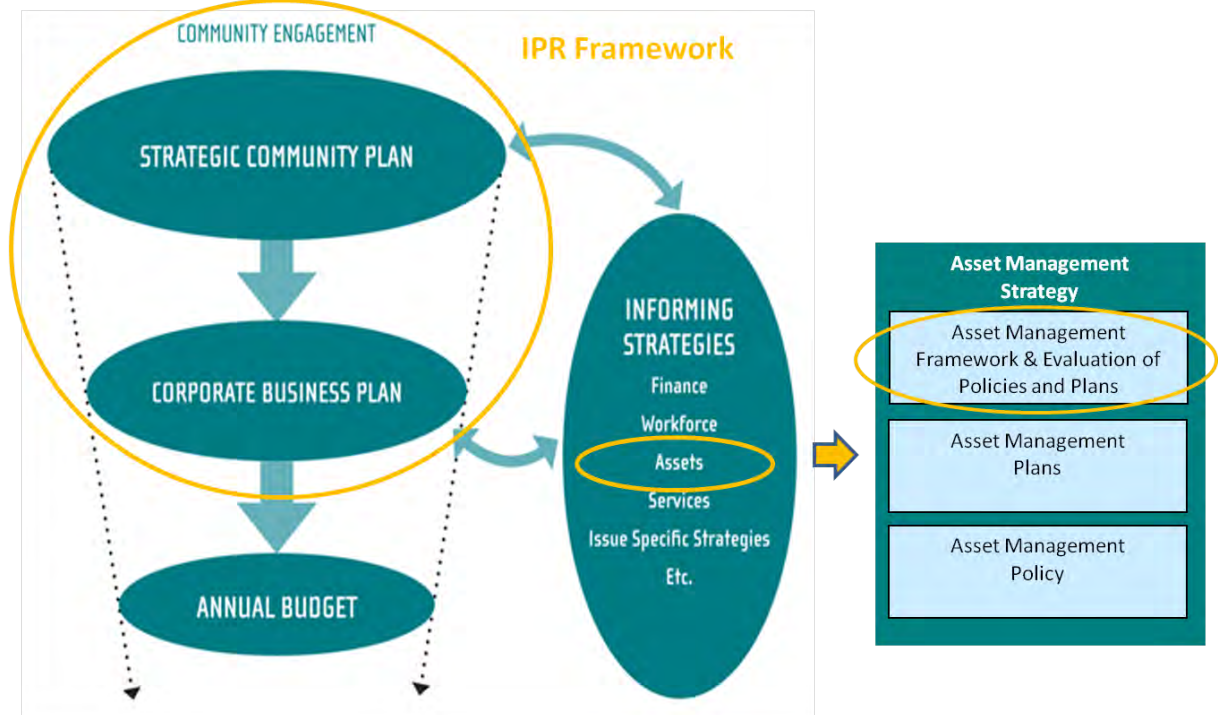 COMMUNITY ENGAGEMENT
IPR Framework
STRATEGIC COMMUNITY PLAN
CORPORATE BUSINESS PLAN
ANNUAL BUDGET
INFORMING
STRATEGIES
Finance
Workforce
Assets
Services
Issue Specific Strategies
Etc.
Asset Management
Strategy
Asset Management
Framework & Evaluation of
Policies and Plans
Asset Management
Plans
Asset Management
Policy